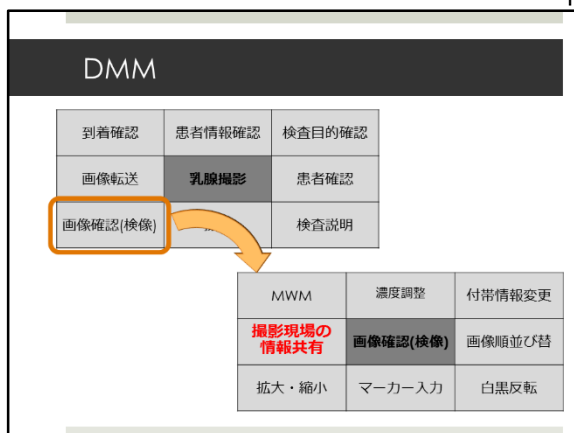 DMM
到着確認 患者情報確認 検査目的確認
画像転送 乳腺撮影 患者確認
画像確認(検像) 検査説明
MWM 濃度調整 付帯情報変更
撮影現場の
情報共有 画像確認(検像) 画像順並び替
拡大・縮小 マーカー入力 白黒反転